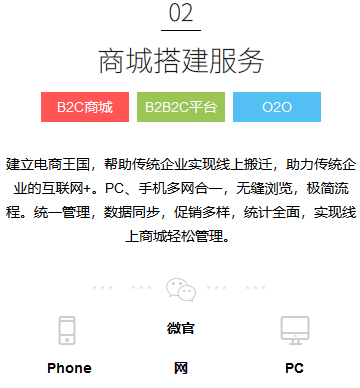 02
商城搭建服务
B2C商城 B2B2C平台 O2O
建立电商王国，帮助传统企业实现线上搬迁，助力传统企
业的互联网+。PC、手机多网合一，无缝浏览，极简流
程。统一管理，数据同步，促销多样，统计全面，实现线
上商城轻松管理。
微官
Phone 网 PC